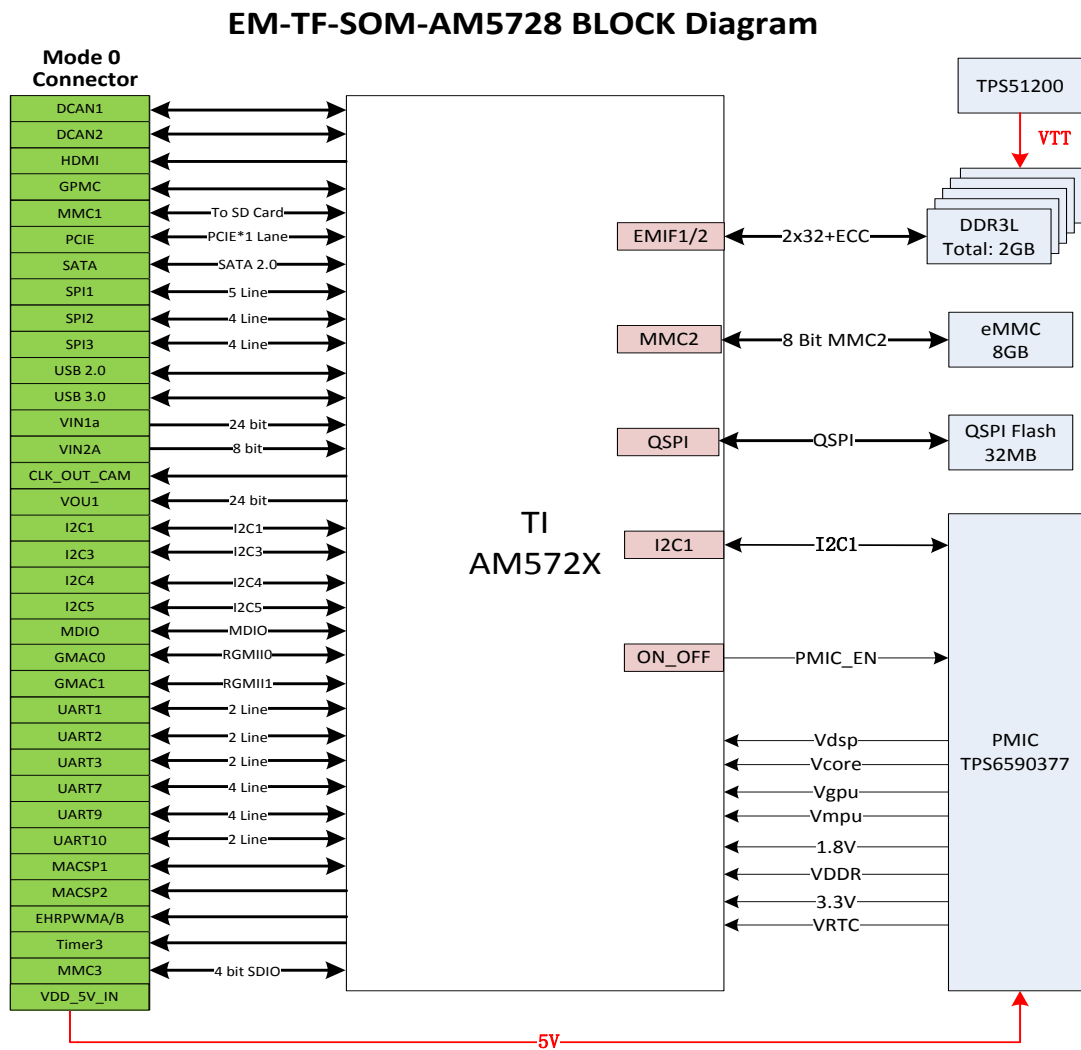 EM-TF-SOM-AM5728 BLOCK Diagram
Mode 0
Connector
DCAN1
DCAN2
HDMI
GPMC
MMC1
To SD Card
PCIE
PCIE*1 Lane
SATA
SATA 2.0
SPI1
5 Line
SPI2
4 Line
SPI3
4 Line
USB 2.0
USB 3.0
VIN1a
24 bit
VIN2A
8 bit
CLK_OUT_CAM
VOU1
24 bit
I2C1
I2C1
I2C3
I2C3
I2C4
I2C4
I2C5
I2C5
MDIO
MDIO
GMAC0
RGMII0
GMAC1
RGMII1
UART1
2 Line
UART2
2 Line
UART3
2 Line
UART7
4 Line
UART9
4 Line
UART10
2 Line
MACSP1
MACSP2
EHRPWMA/B
Timer3
MMC3
4 bit SDIO
VDD_5V_IN
TI
AM572X
TPS51200
VTT
EMIF1/2
2x32+ECC
DDR3L
Total: 2GB
MMC2
8 Bit MMC2
eMMC
8GB
QSPI
QSPI
QSPI Flash
32MB
I2C1
I2C1
ON_OFF
PMIC_EN
PMIC
TPS6590377
Vdsp
Vcore
Vgpu
Vmpu
1.8V
VDDR
3.3V
VRTC
5V